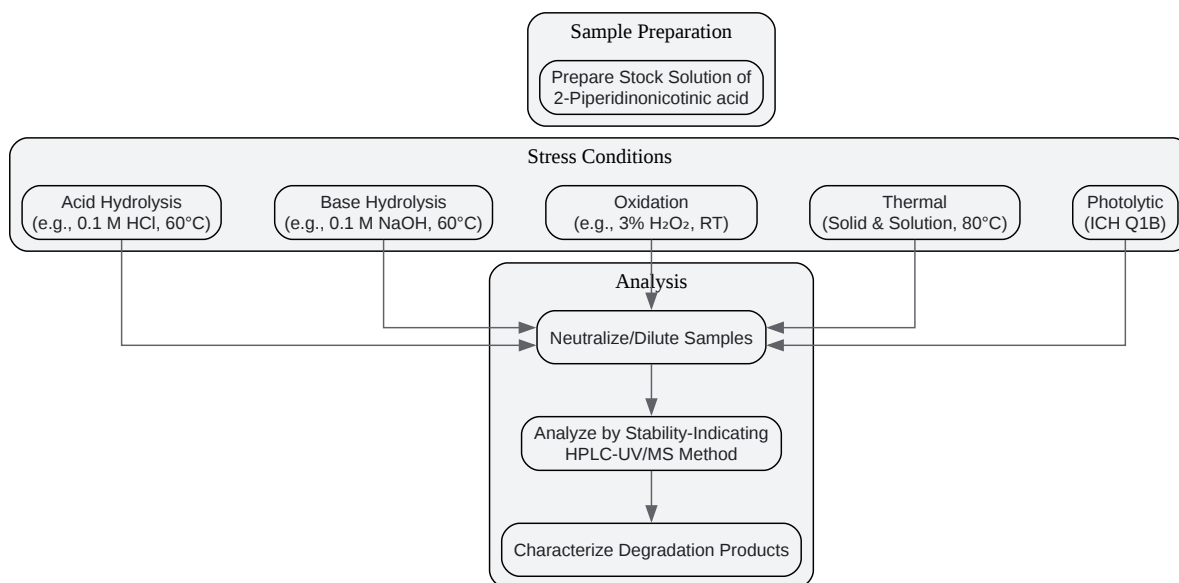 Sample Preparation
Prepare Stock Solution of
2-Piperidinonicotinic acid
Stress Conditions
Acid Hydrolysis
(e.g., 0.1 M HCl, 60°C)
Base Hydrolysis
(e.g., 0.1 M NaOH, 60°C)
Oxidation
(e.g., 3% H₂O₂, RT)
Thermal
(Solid & Solution, 80°C)
Photolytic
(ICH Q1B)
Analysis
Neutralize/Dilute Samples
Analyze by Stability-Indicating
HPLC-UV/MS Method
Characterize Degradation Products